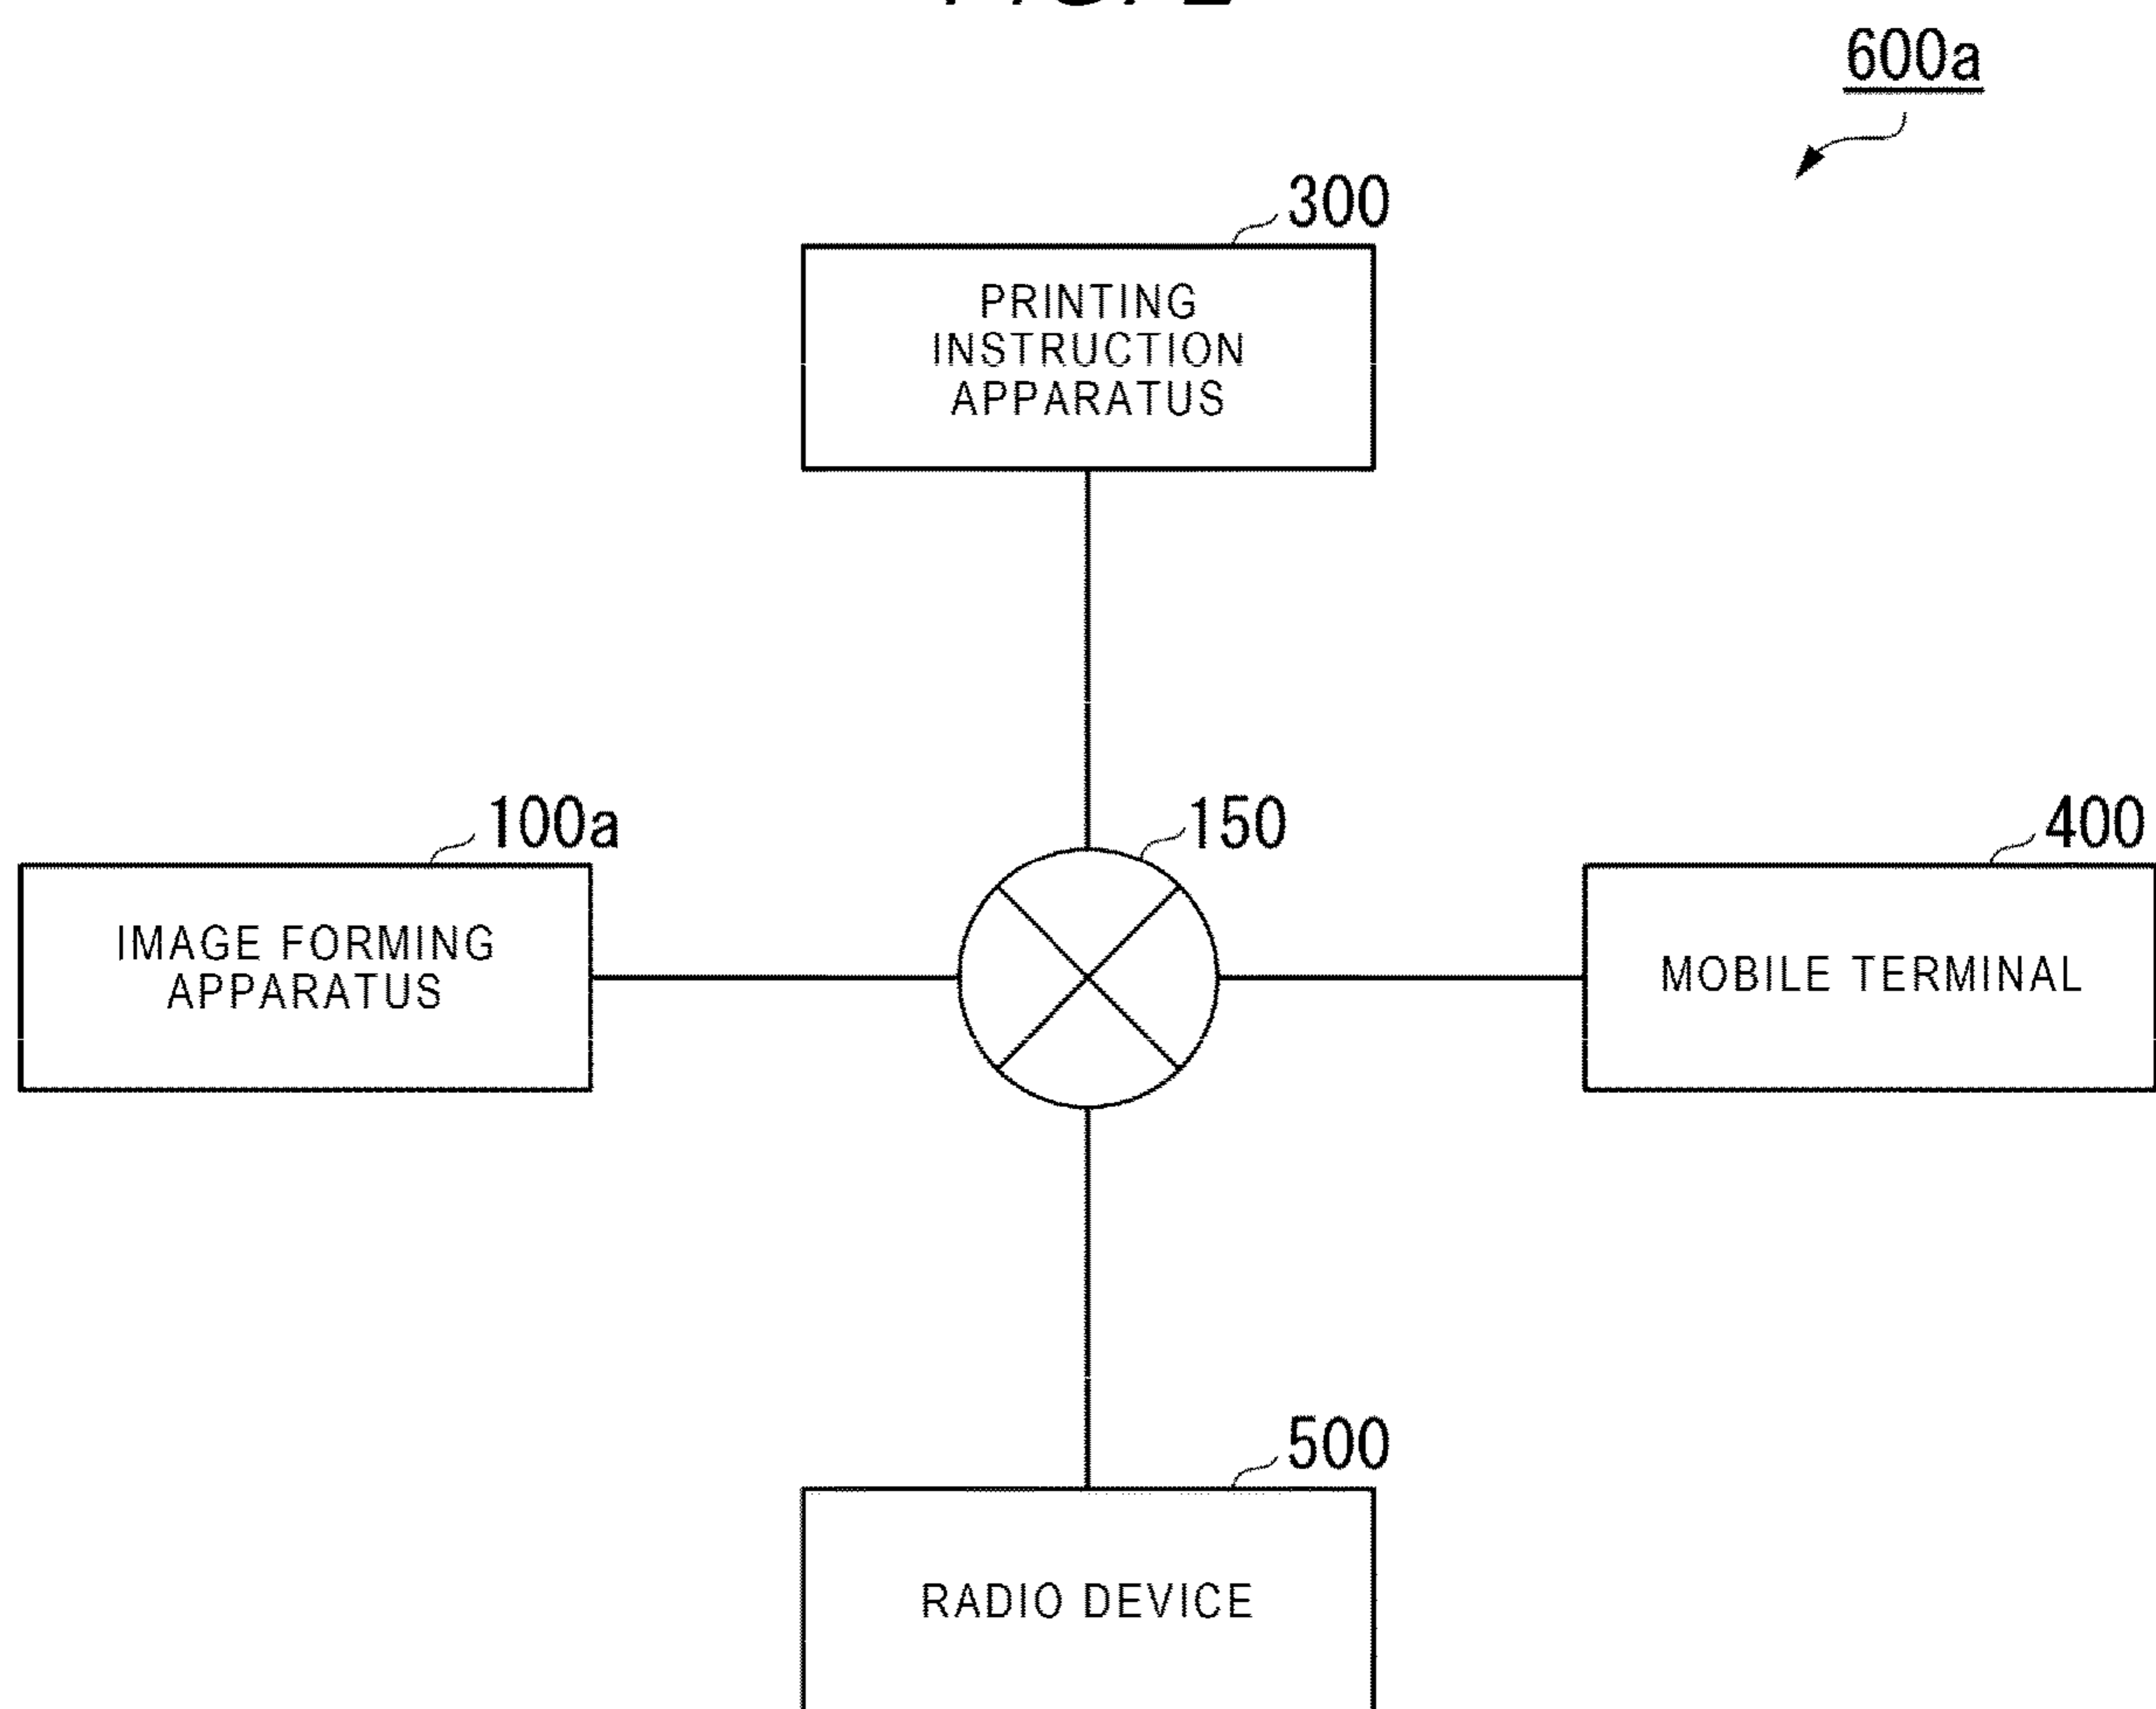 600a
300
PRINTING
INSTRUCTION
APPARATUS
100a
150
400
IMAGE FORMING
APPARATUS
MOBILE TERMINAL
500
RADIO DEVICE